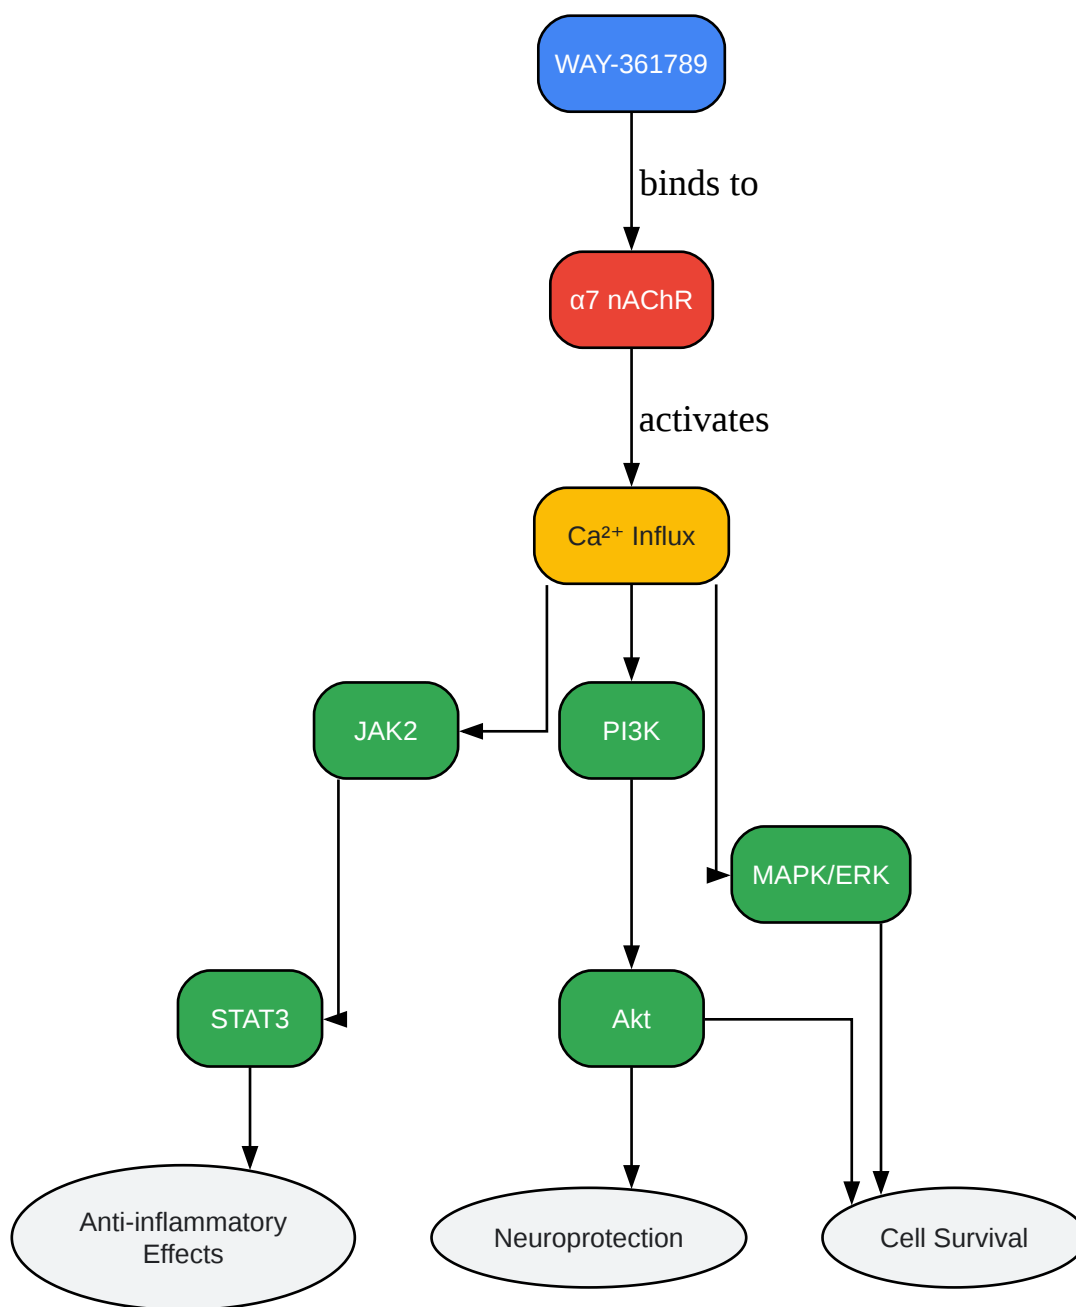 WAY-361789
binds to
α7 nAChR
activates
Ca²⁺ Influx
JAK2
PI3K
MAPK/ERK
STAT3
Akt
Anti-inflammatory
Effects
Neuroprotection
Cell Survival